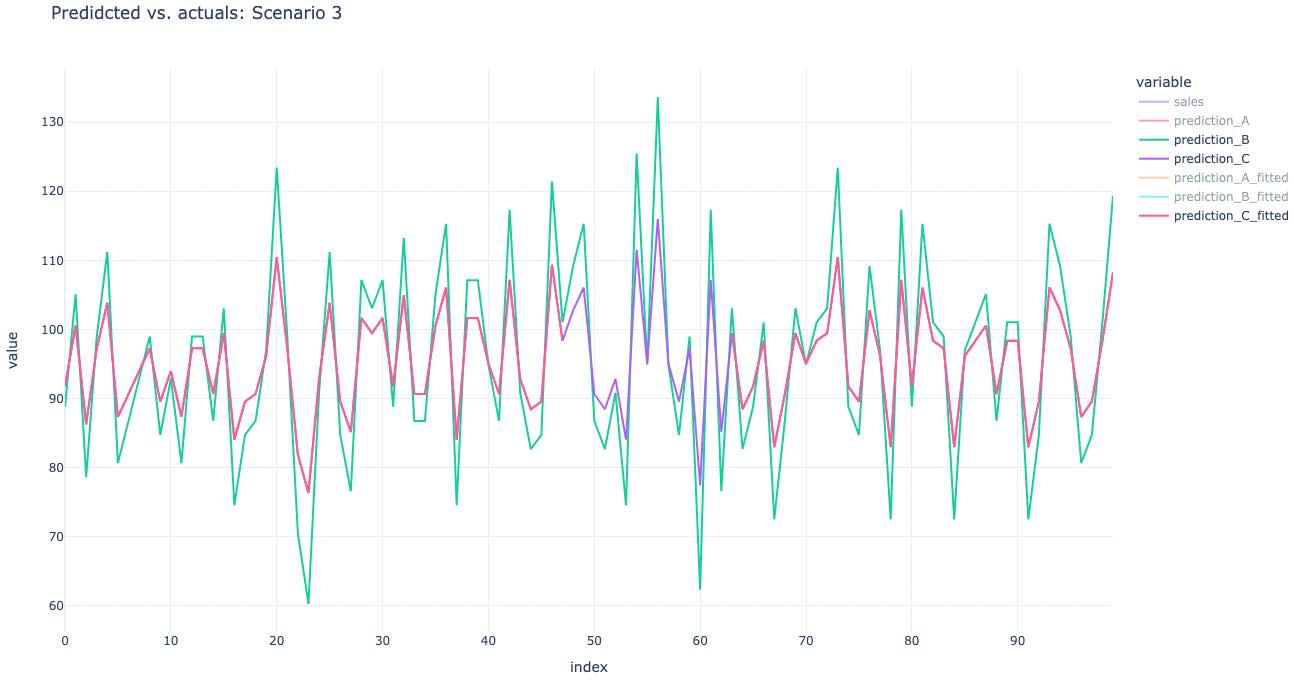 Predidcted vs. actuals: Scenario 3
variable
sales
prediction_A
prediction_B
prediction_C
prediction_A_fitted
prediction_B_fitted
prediction_C_fitted
value
130
120
110
100
90
80
70
60
0 10 20 30 40 50 60 70 80 90
index